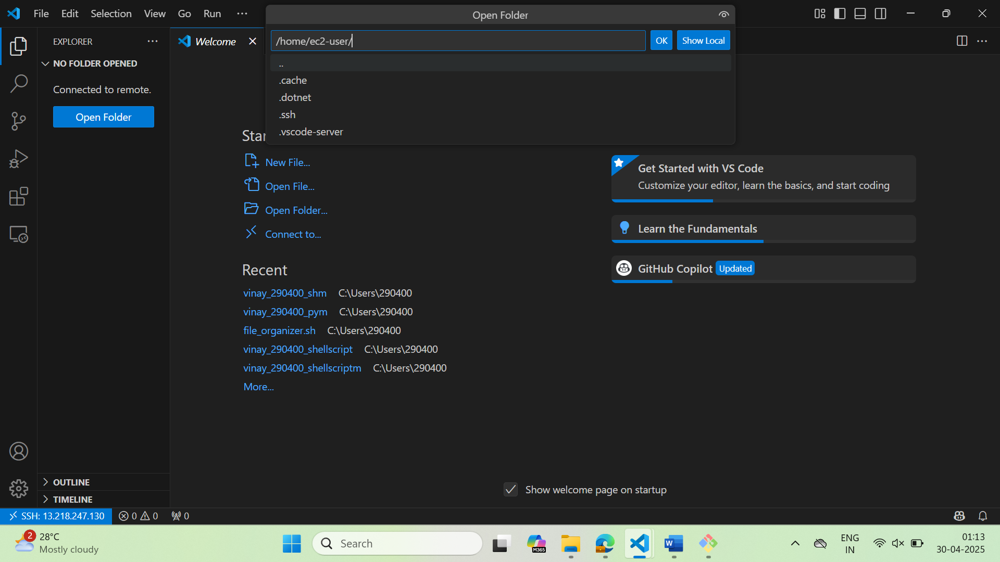 File Edit Selection View Go Run ···
Open Folder
/home/ec2-user/
OK
Show Local
..
.cache
.dotnet
.ssh
.vscode-server
EXPLORER
NO FOLDER OPENED
Connected to remote.
Open Folder
OUTLINE
TIMELINE
Welcome
Star
New File...
Open File...
Open Folder...
Connect to...
Recent
vinay_290400_shm C:\Users\290400
vinay_290400_pym C:\Users\290400
file_organizer.sh C:\Users\290400
vinay_290400_shellscript C:\Users\290400
vinay_290400_shellscriptm C:\Users\290400
More...
Get Started with VS Code
Customize your editor, learn the basics, and start coding
Learn the Fundamentals
GitHub Copilot Updated
Show welcome page on startup
SSH: 13.218.247.130 0 0 0
2
28°C
Mostly cloudy
Search
M365
W
ENG
IN
01:13
30-04-2025